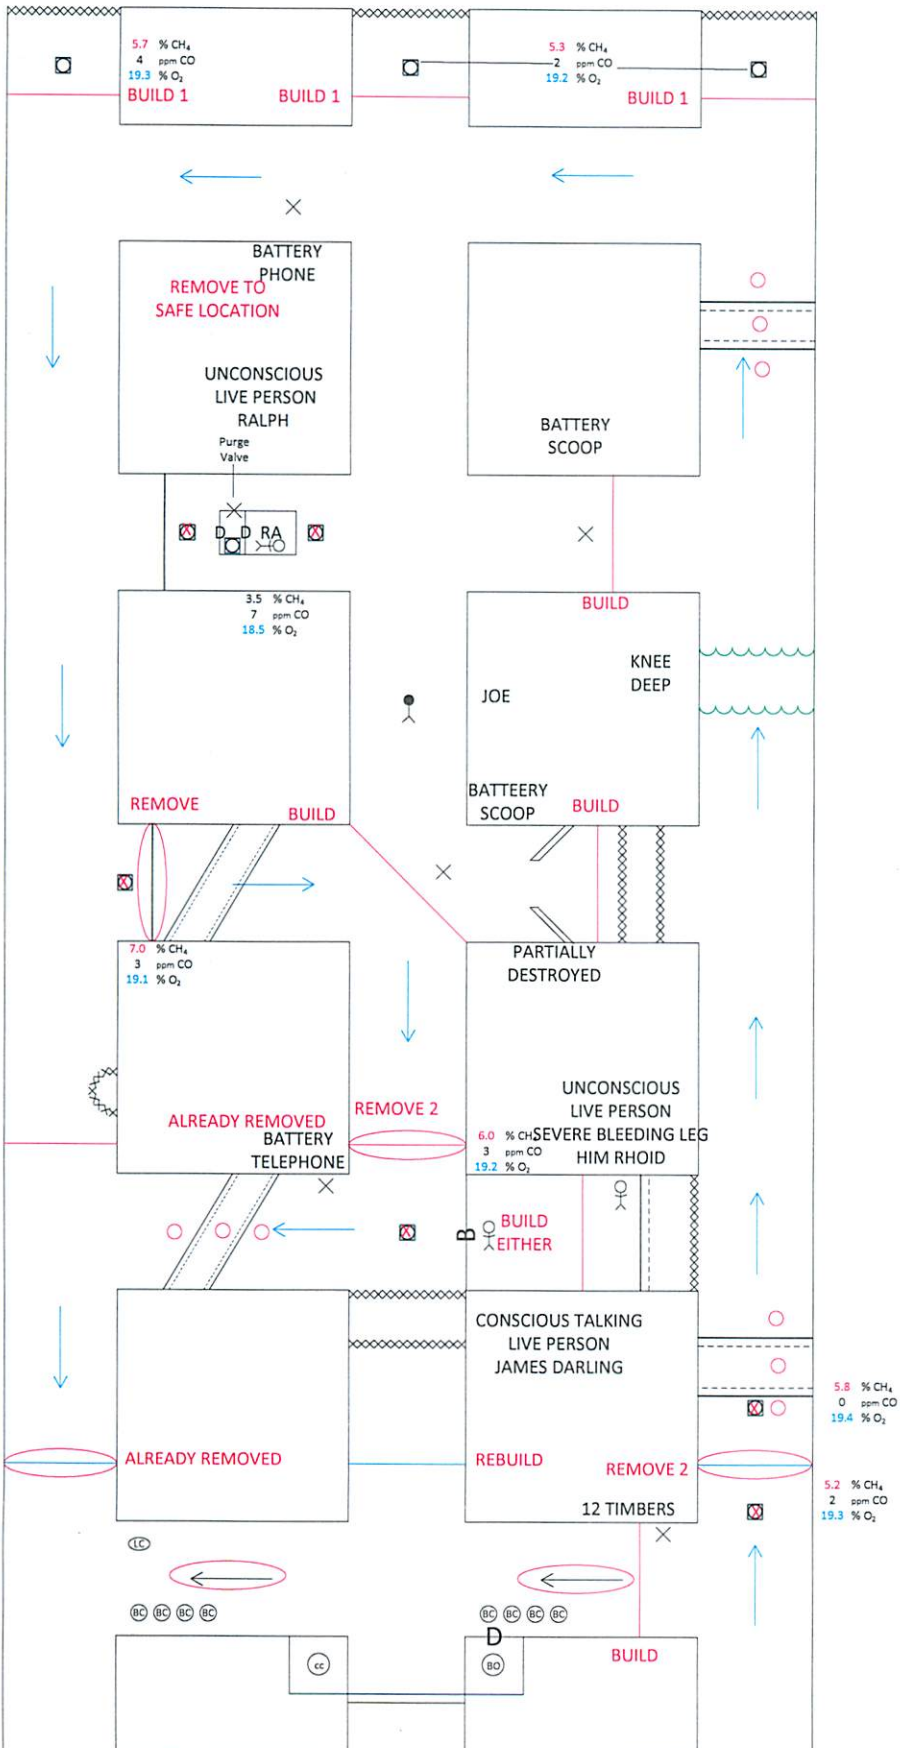 5.7 % CH₄
4 ppm CO
19.3 % O₂
5.3 % CH₄
2 ppm CO
19.2 % O₂
BUILD 1
BUILD 1
BUILD 1
BATTERY
PHONE
REMOVE TO
SAFE LOCATION
UNCONSCIOUS
LIVE PERSON
RALPH
Purge
Valve
BATTERY
SCOOP
X
D D RA
X
3.5 % CH₄
7 ppm CO
18.5 % O₂
BUILD
KNEE
DEEP
JOE
REMOVE
BUILD
BATTEERY
SCOOP
BUILD
X
7.0 % CH₄
3 ppm CO
19.1 % O₂
PARTIALLY
DESTROYED
ALREADY REMOVED
BATTERY
TELEPHONE
REMOVE 2
UNCONSCIOUS
LIVE PERSON
SEVERE BLEEDING LEG
HIM RHOID
6.0 % CH₄
3 ppm CO
19.2 % O₂
X
B
BUILD
EITHER
CONSCIOUS TALKING
LIVE PERSON
JAMES DARLING
X
5.8 % CH₄
0 ppm CO
19.4 % O₂
ALREADY REMOVED
REBUILD
REMOVE 2
5.2 % CH₄
2 ppm CO
19.3 % O₂
X
12 TIMBERS
LC
BC BC BC BC
BC BC BC BC
D
cc
BO
BUILD